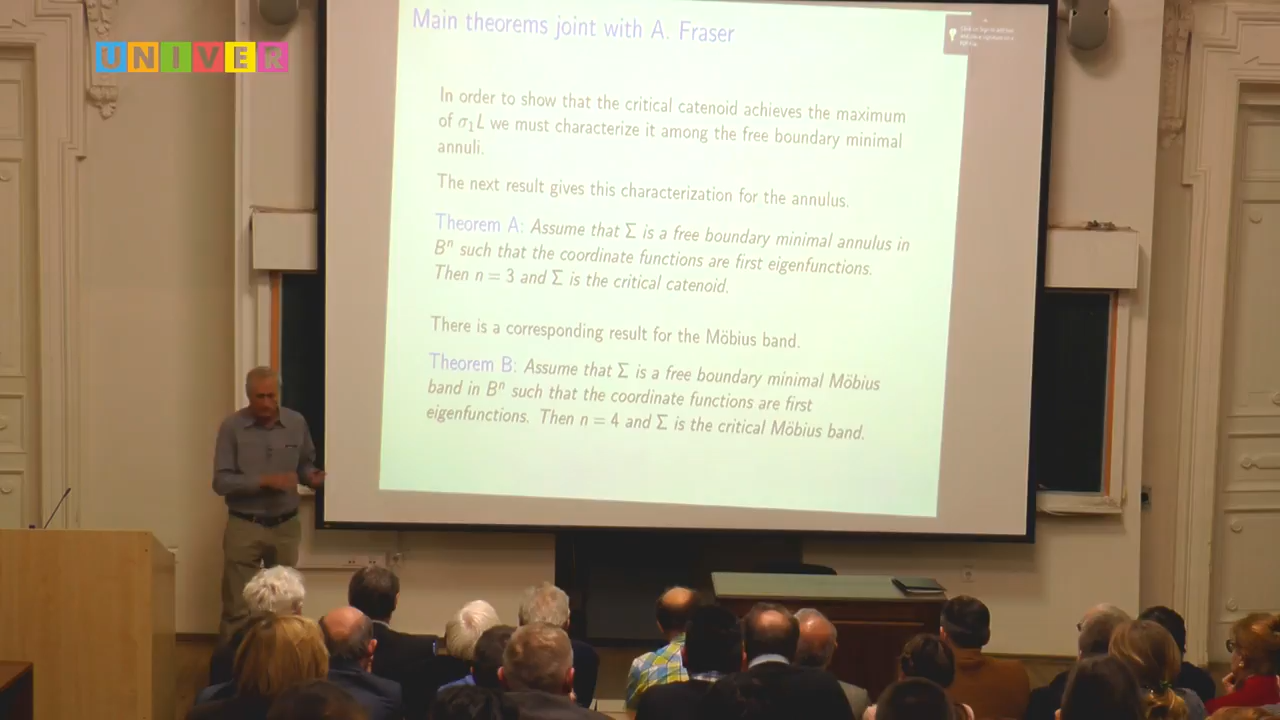 UNIVER
Main theorems joint with A. Fraser
In order to show that the critical catenoid achieves the maximum
of σ₁L we must characterize it among the free boundary minimal
annuli.
The next result gives this characterization for the annulus.
Theorem A: Assume that Σ is a free boundary minimal annulus in
Bⁿ such that the coordinate functions are first eigenfunctions.
Then n = 3 and Σ is the critical catenoid.
There is a corresponding result for the Möbius band.
Theorem B: Assume that Σ is a free boundary minimal Möbius
band in Bⁿ such that the coordinate functions are first
eigenfunctions. Then n = 4 and Σ is the critical Möbius band.